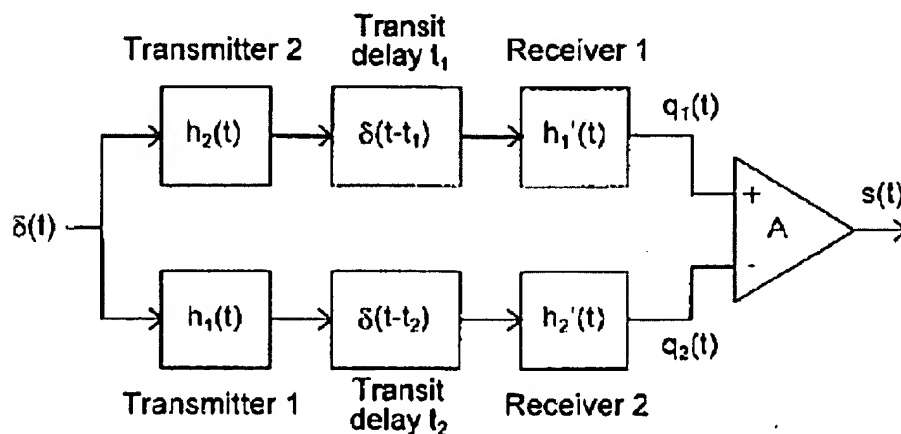 Transmitter 2
Transit
delay t₁
Receiver 1
h₂(t)
δ(t-t₁)
h₁'(t)
q₁(t)
δ(t)
+
A
-
s(t)
h₁(t)
δ(t-t₂)
h₂'(t)
q₂(t)
Transmitter 1
Transit
delay t₂
Receiver 2